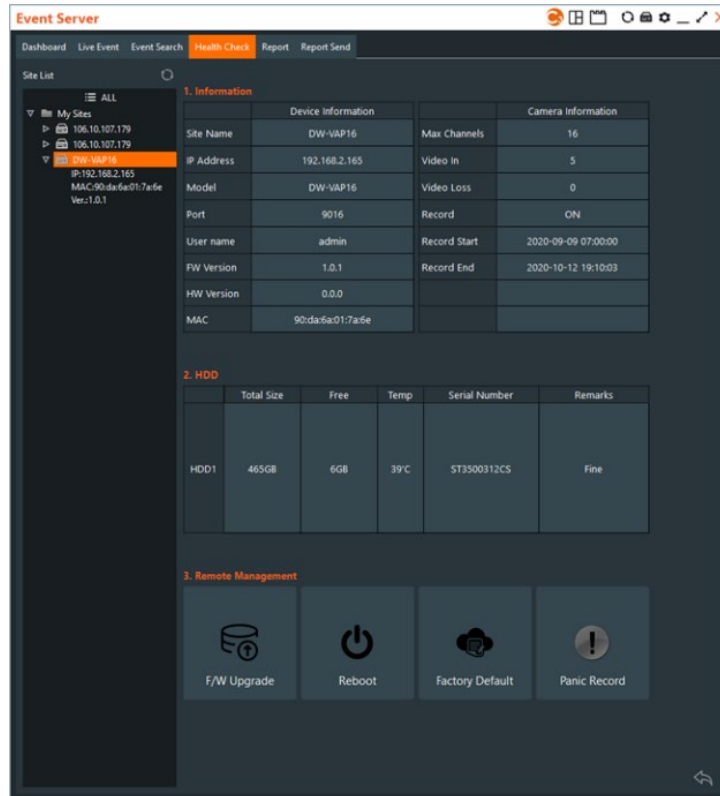 Event Server
Dashboard Live Event Event Search Health Check Report Report Send
Site List
ALL
My Sites
106.10.107.179
106.10.107.179
DW-VAP16
IP:192.168.2.165
MAC:90:da:6a:01:7a:6e
Ver.:1.0.1
1. Information
Device Information Camera Information
Site Name DW-VAP16 Max Channels 16
IP Address 192.168.2.165 Video In 5
Model DW-VAP16 Video Loss 0
Port 9016 Record ON
User name admin Record Start 2020-09-09 07:00:00
FW Version 1.0.1 Record End 2020-10-12 19:10:03
HW Version 0.0.0
MAC 90:da:6a:01:7a:6e
2. HDD
Total Size Free Temp Serial Number Remarks
HDD1 465GB 6GB 39'C ST3500312CS Fine
3. Remote Management
F/W Upgrade Reboot Factory Default Panic Record